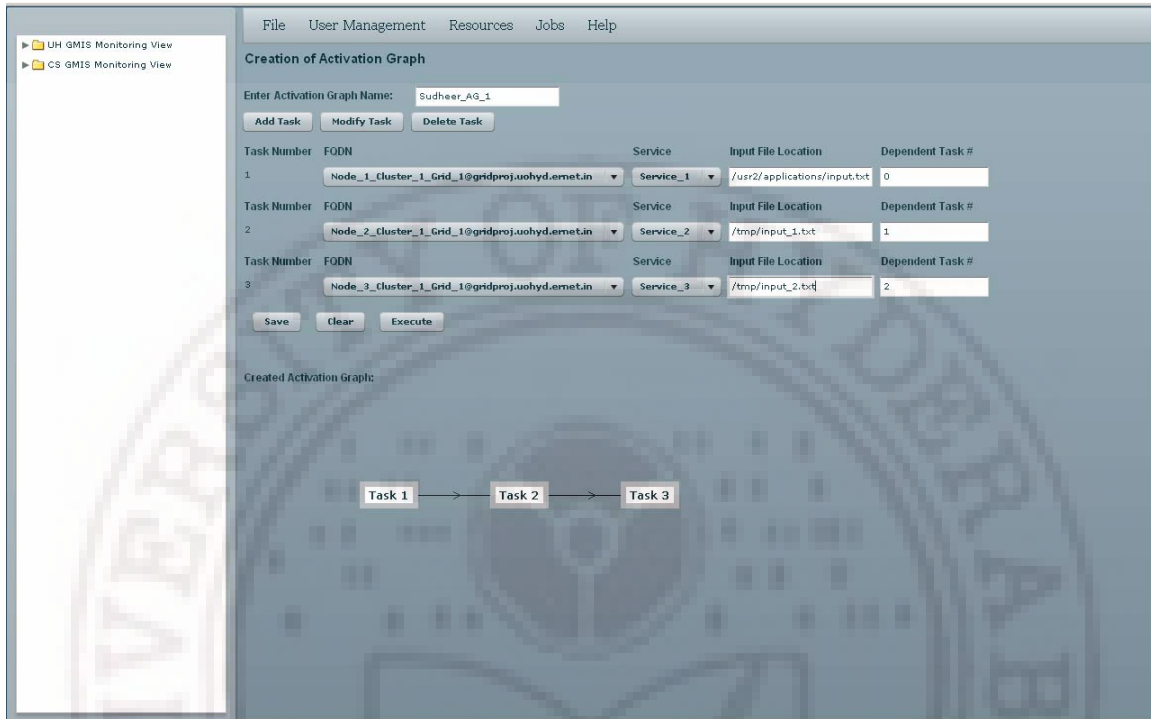 File User Management Resources Jobs Help
UH GMIS Monitoring View
CS GMIS Monitoring View
Creation of Activation Graph
Enter Activation Graph Name: Sudheer_AG_1
Add Task Modify Task Delete Task
Task Number FQDN Service Input File Location Dependent Task #
1 Node_1_Cluster_1_Grid_1@gridproj.uohyd.ernet.in Service_1 /usr2/applications/input.txt 0
Task Number FQDN Service Input File Location Dependent Task #
2 Node_2_Cluster_1_Grid_1@gridproj.uohyd.ernet.in Service_2 /tmp/input_1.txt 1
Task Number FQDN Service Input File Location Dependent Task #
3 Node_3_Cluster_1_Grid_1@gridproj.uohyd.ernet.in Service_3 /tmp/input_2.txt 2
Save Clear Execute
Created Activation Graph:
Task 1 Task 2 Task 3
IVERSITY OF HYDERAB